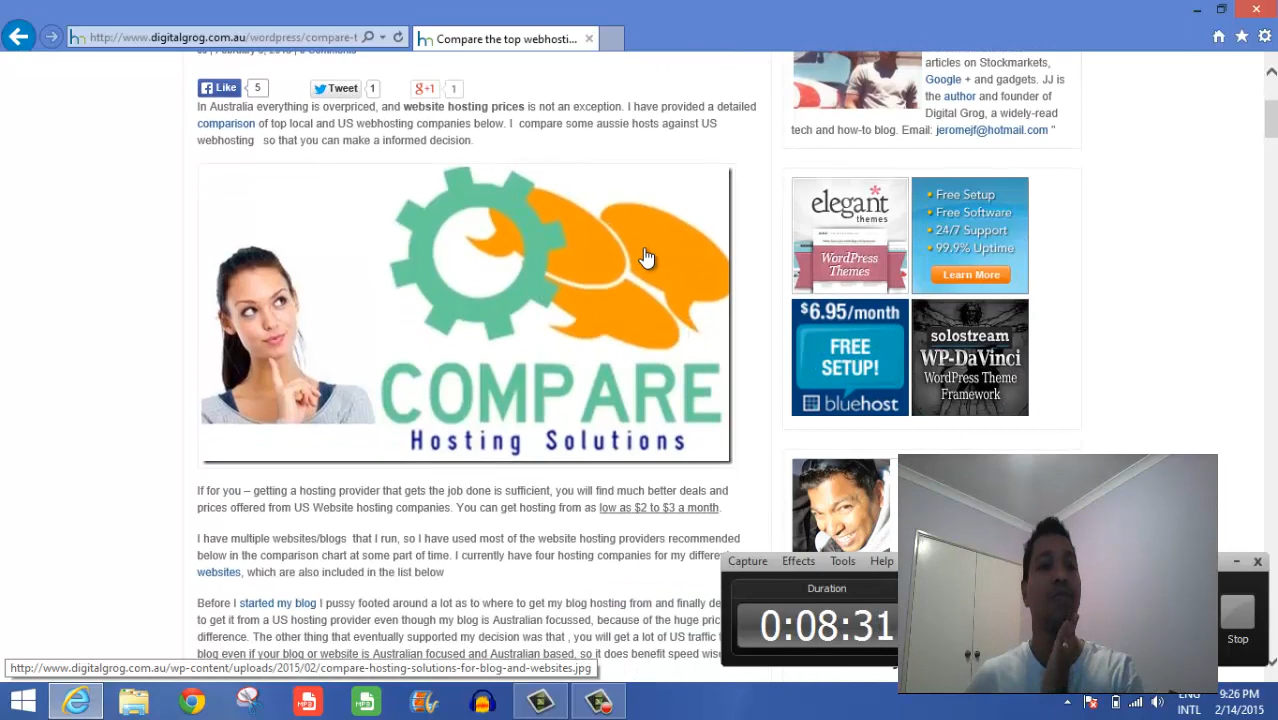 http://www.digitalgrog.com.au/wordpress/compare-t
Compare the top webhosti...
Like 5
Tweet 1
g+1 1
In Australia everything is overpriced, and website hosting prices is not an exception. I have provided a detailed
comparison of top local and US webhosting companies below. I compare some aussie hosts against US
webhosting so that you can make a informed decision.
COMPARE
Hosting Solutions
If for you – getting a hosting provider that gets the job done is sufficient, you will find much better deals and
prices offered from US Website hosting companies. You can get hosting from as low as $2 to $3 a month.
I have multiple websites/blogs that I run, so I have used most of the website hosting providers recommended
below in the comparison chart at some part of time. I currently have four hosting companies for my differe
websites, which are also included in the list below
Before I started my blog I pussy footed around a lot as to where to get my blog hosting from and finally de
to get it from a US hosting provider even though my blog is Australian focussed, because of the huge pric
difference. The other thing that eventually supported my decision was that , you will get a lot of US traffic
blog even if your blog or website is Australian focused and Australian based, so it does benefit speed wise
http://www.digitalgrog.com.au/wp-content/uploads/2015/02/compare-hosting-solutions-for-blog-and-websites.jpg
articles on Stockmarkets,
Google + and gadgets. JJ is
the author and founder of
Digital Grog, a widely-read
tech and how-to blog. Email: jeromejf@hotmail.com "
elegant
themes
WordPress
Themes
Free Setup
Free Software
24/7 Support
99.9% Uptime
Learn More
$6.95/month
FREE
SETUP!
bluehost
solostream
WP-DaVinci
WordPress Theme
Framework
Capture Effects Tools Help
Duration
0:08:31
Stop
MP3
MP3
ENG
INTL
9:26 PM
2/14/2015